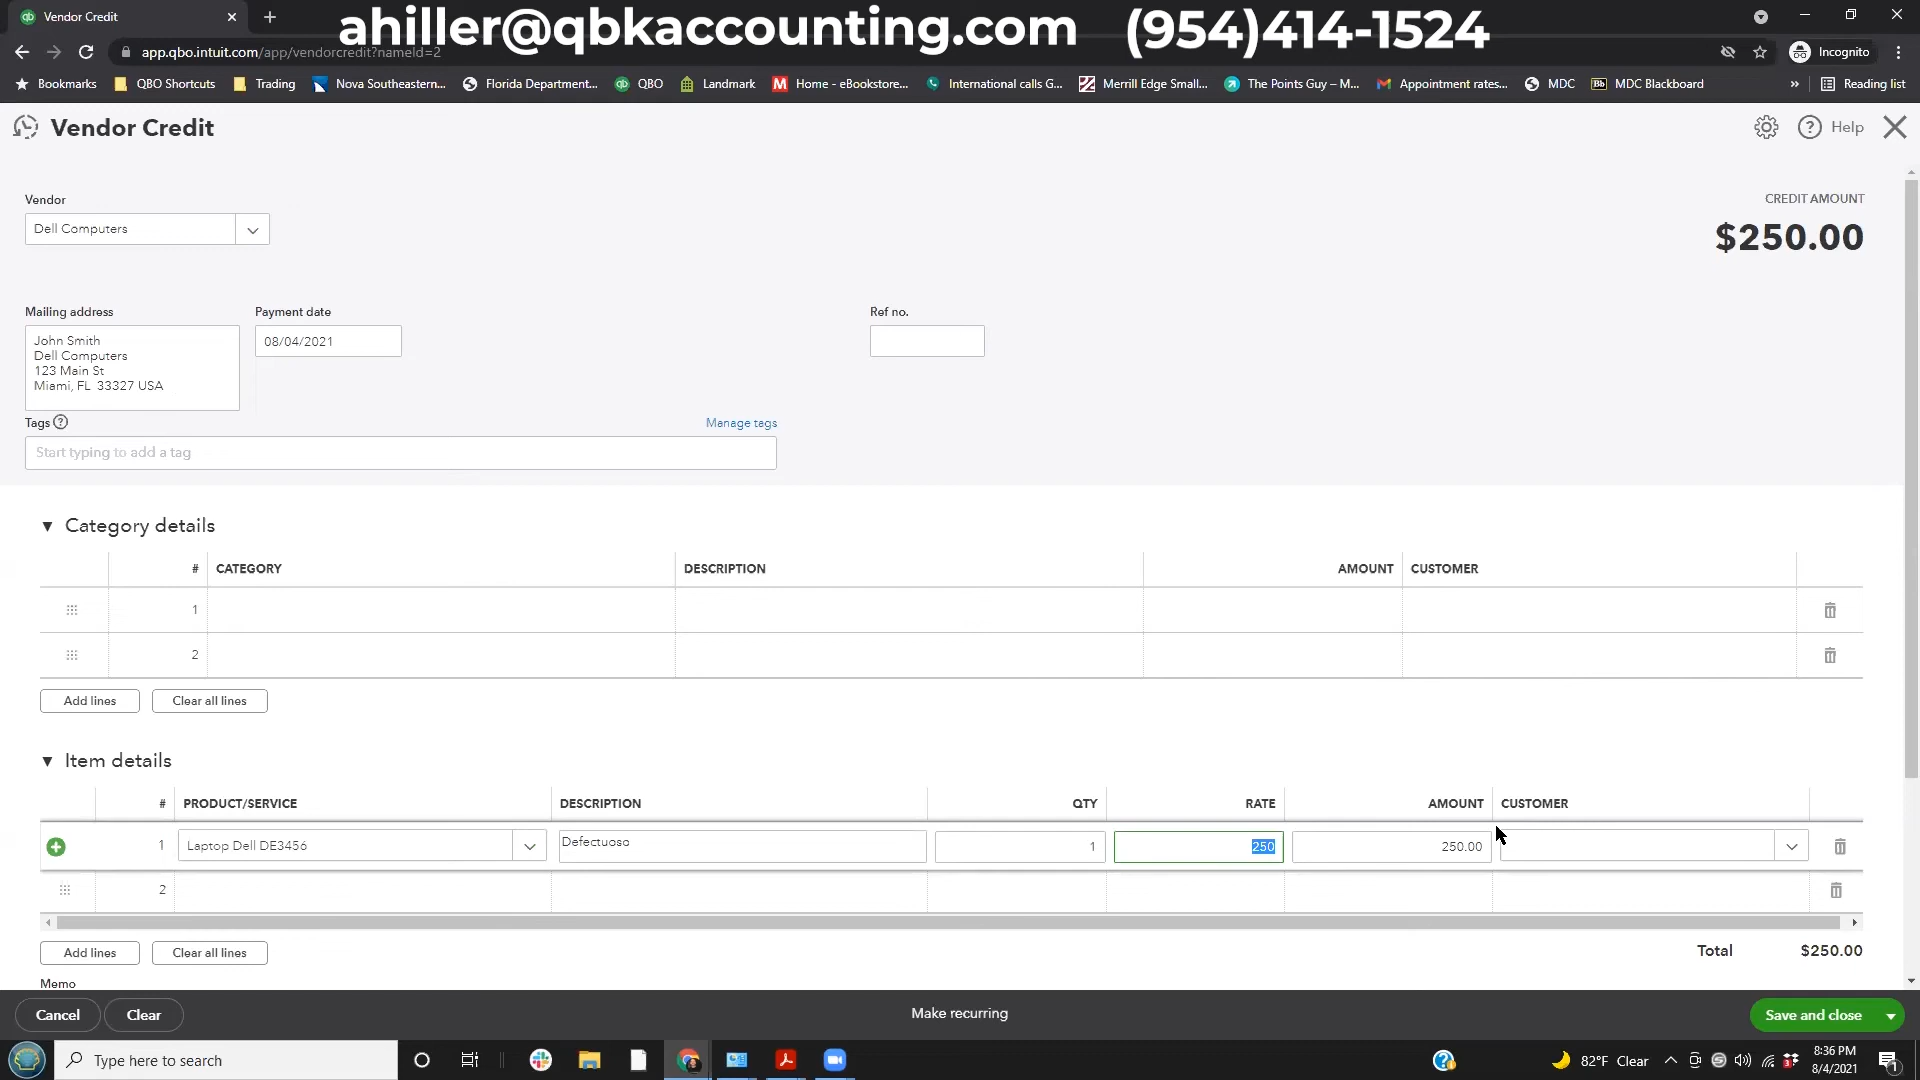 Vendor Credit
ahiller@qbkaccounting.com (954)414-1524
app.qbo.intuit.com/app/vendorcredit?nameId=2
Incognito
Bookmarks QBO Shortcuts Trading Nova Southeastern... Florida Department... QBO Landmark Home - eBookstore... International calls G... Merrill Edge Small... The Points Guy – M... Appointment rates... MDC MDC Blackboard » Reading list
Vendor Credit
Help
Vendor
Dell Computers
CREDIT AMOUNT
$250.00
Mailing address
John Smith
Dell Computers
123 Main St
Miami, FL 33327 USA
Payment date
08/04/2021
Ref no.
Tags
Manage tags
Start typing to add a tag
Category details
# CATEGORY DESCRIPTION AMOUNT CUSTOMER
1
2
Add lines Clear all lines
Item details
# PRODUCT/SERVICE DESCRIPTION QTY RATE AMOUNT CUSTOMER
1 Laptop Dell DE3456 Defectuoso 1 250 250.00
2
Add lines Clear all lines
Total $250.00
Memo
Cancel Clear Make recurring Save and close
Type here to search
82°F Clear
8:36 PM
8/4/2021